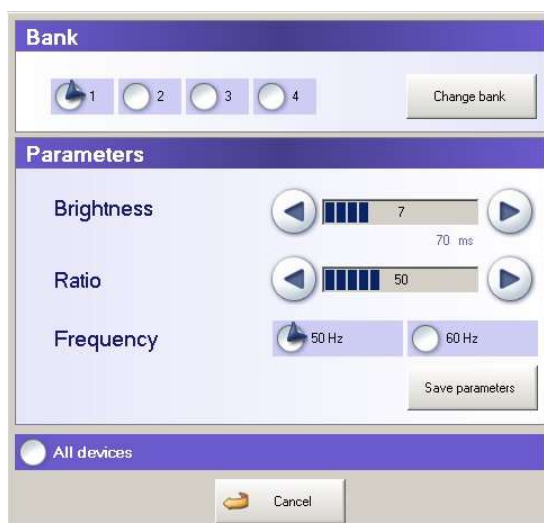 Bank
1 2 3 4 Change bank
Parameters
Brightness 7
70 ms
Ratio 50
Frequency 50 Hz 60 Hz
Save parameters
All devices
Cancel